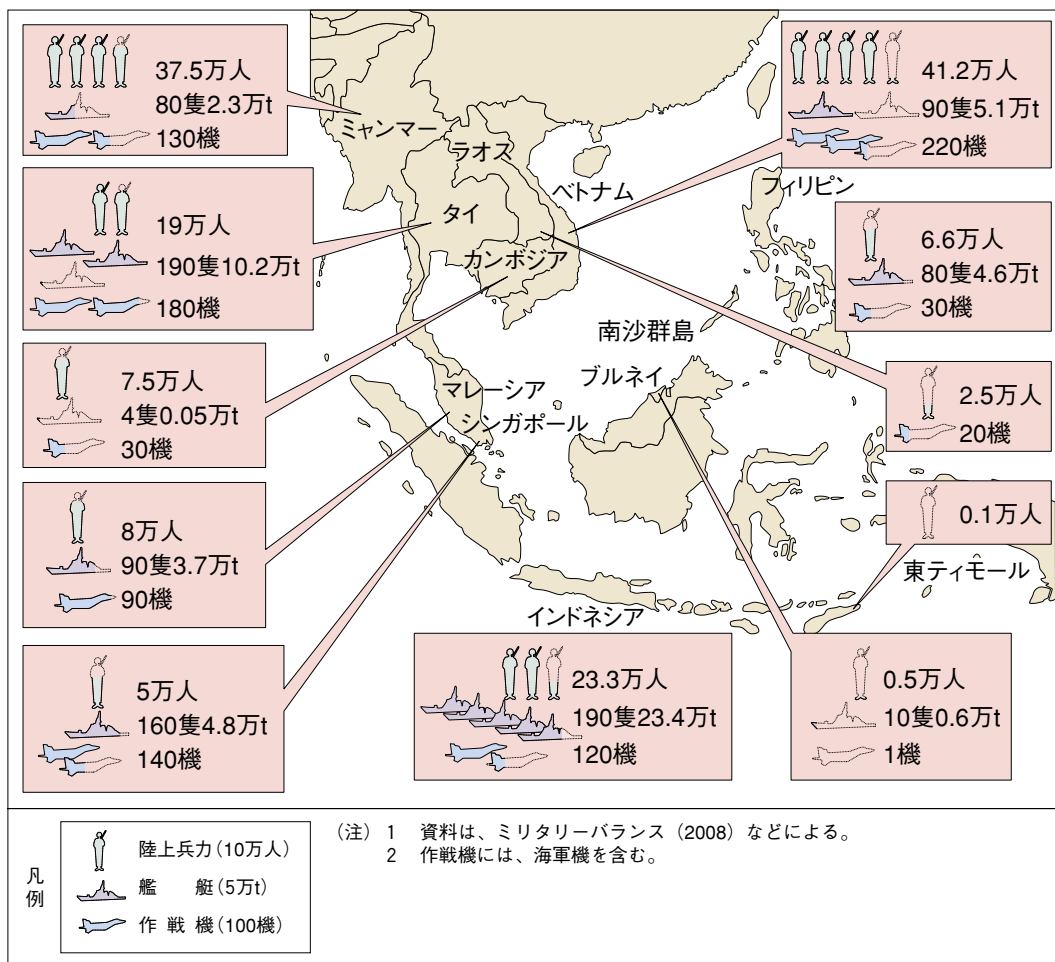 37.5万人
80隻2.3万t
130機
ミャンマー
ラオス
ベトナム
41.2万人
90隻5.1万t
220機
フィリピン
19万人
190隻10.2万t
180機
タイ
カンボジア
6.6万人
80隻4.6万t
30機
南沙群島
7.5万人
4隻0.05万t
30機
マレーシア
シンガポール
ブルネイ
2.5万人
20機
8万人
90隻3.7万t
90機
0.1万人
東ティモール
インドネシア
5万人
160隻4.8万t
140機
23.3万人
190隻23.4万t
120機
0.5万人
10隻0.6万t
1機
凡例
陸上兵力(10万人)
艦 艇(5万t)
作 戦 機(100機)
(注) 1 資料は、ミリタリーバランス(2008)などによる。
2 作戦機には、海軍機を含む。